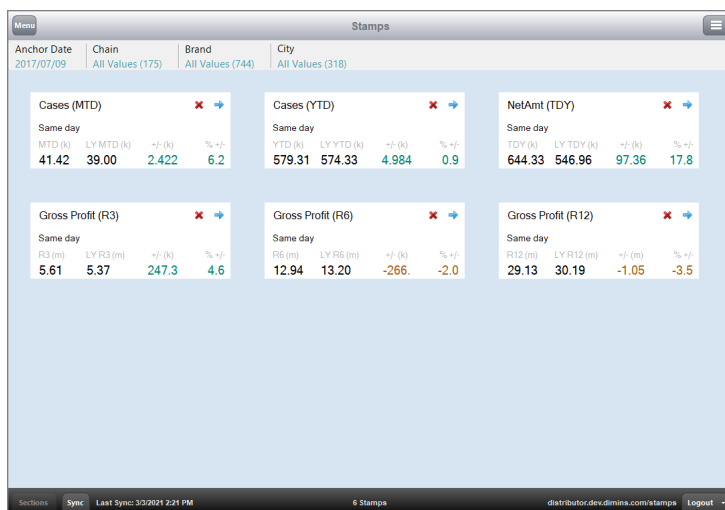 Menu Stamps
Anchor Date Chain Brand City
2017/07/09 All Values (175) All Values (744) All Values (318)
Cases (MTD)
Same day
MTD (k) LY MTD (k) +/- (k) % +/-
41.42 39.00 2.422 6.2
Cases (YTD)
Same day
YTD (k) LY YTD (k) +/- (k) % +/-
579.31 574.33 4.984 0.9
NetAmt (TDY)
Same day
TDY (k) LY TDY (k) +/- (k) % +/-
644.33 546.96 97.36 17.8
Gross Profit (R3)
Same day
R3 (m) LY R3 (m) +/- (k) % +/-
5.61 5.37 247.3 4.6
Gross Profit (R6)
Same day
R6 (m) LY R6 (m) +/- (k) % +/-
12.94 13.20 -266. -2.0
Gross Profit (R12)
Same day
R12 (m) LY R12 (m) +/- (m) % +/-
29.13 30.19 -1.05 -3.5
Sections Sync Last Sync: 3/3/2021 2:21 PM 6 Stamps distributor.dev.dimins.com/stamps Logout